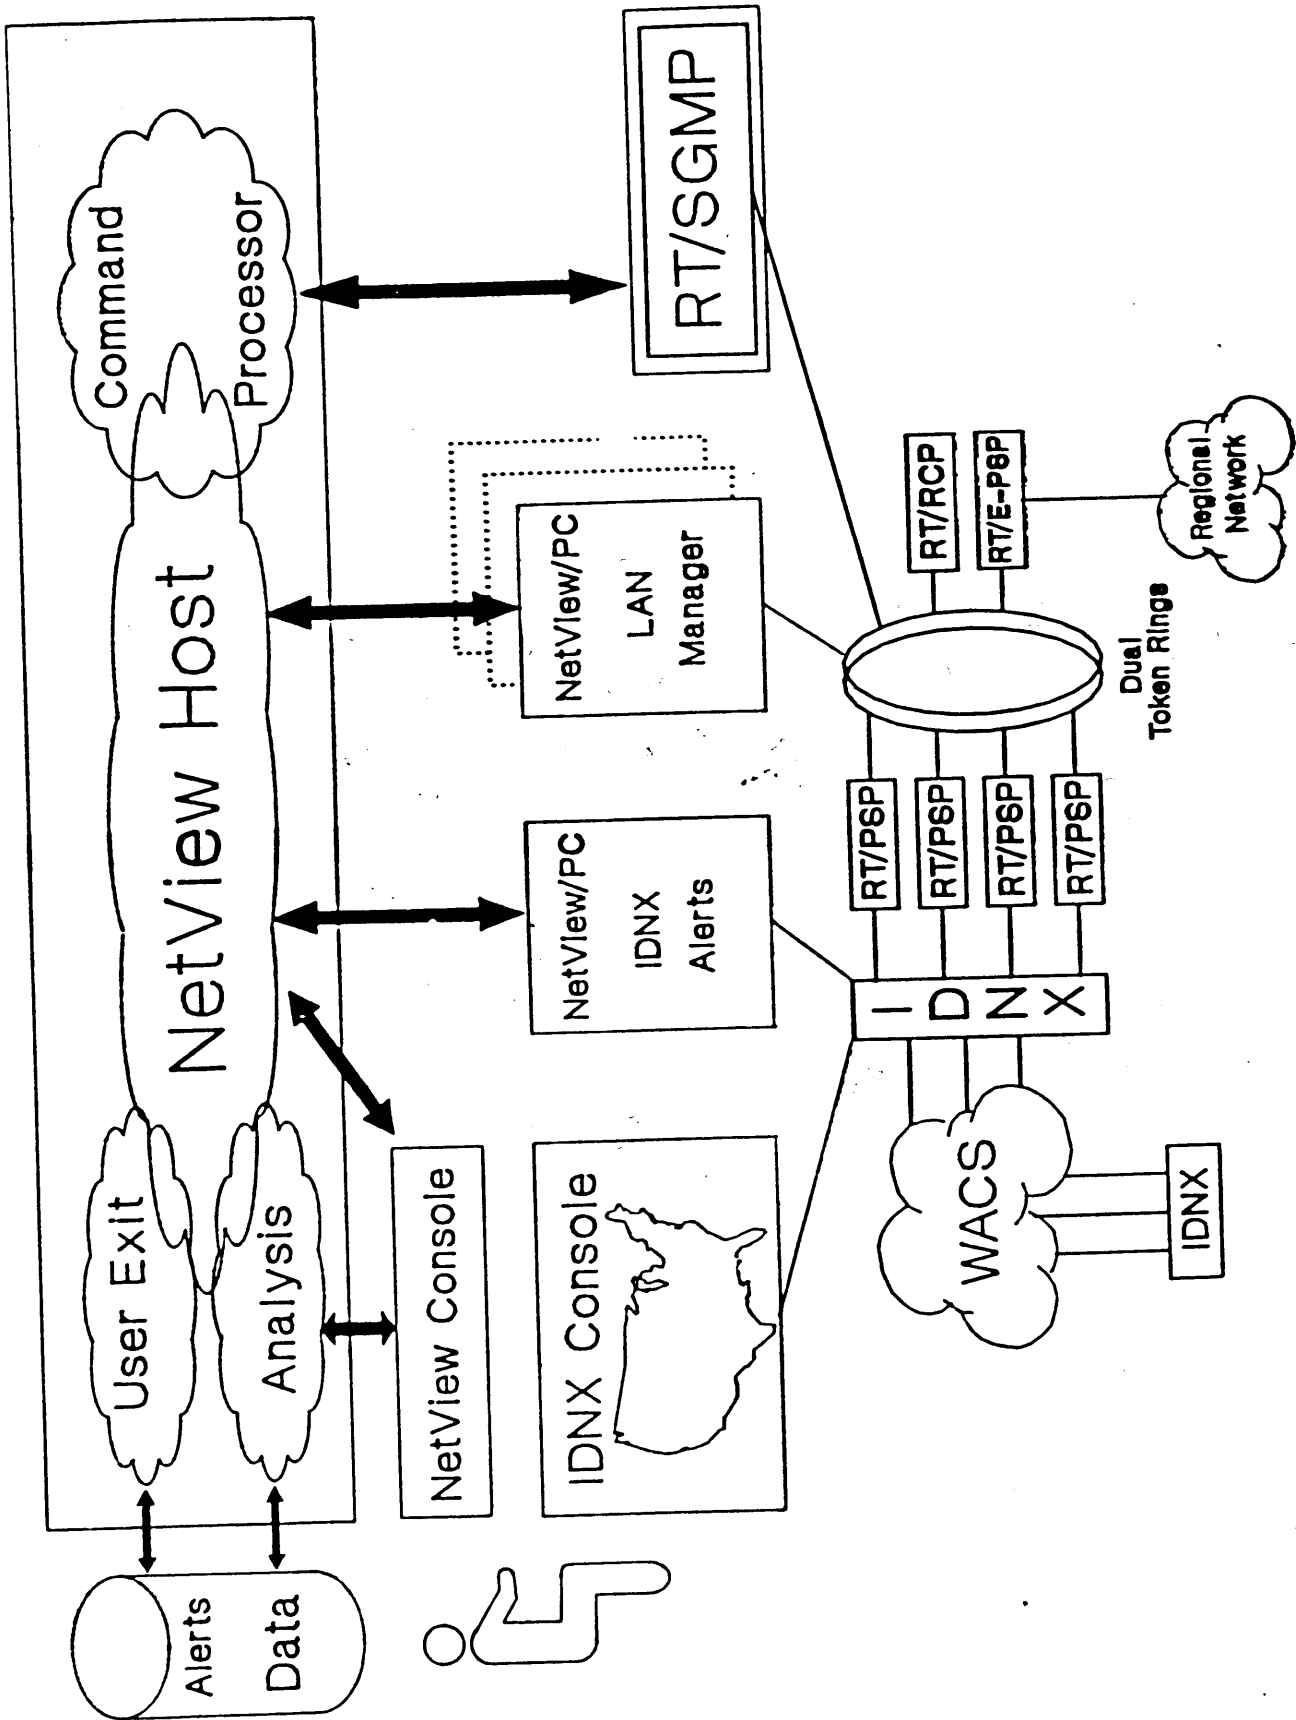 Alerts
Data
User Exit
Analysis
NetView Host
Command
Processor
NetView Console
IDNX Console
NetView/PC
IDNX
Alerts
NetView/PC
LAN
Manager
RT/SGMP
WACS
IDNX
I
D
N
X
RT/PSP
RT/PSP
RT/PSP
RT/PSP
Dual
Token Rings
RT/RCP
RT/E-PSP
Regional
Network